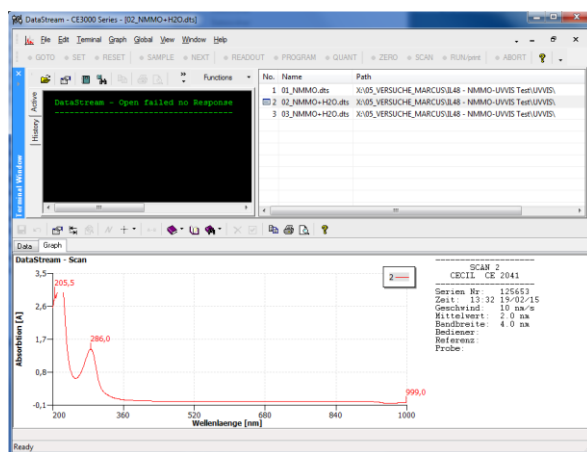 DataStream - CE3000 Series - [02_NMMO+H2O.dts]
File Edit Terminal Graph Global View Window Help
GOTO SET RESET SAMPLE NEXT READOUT PROGRAM QUANT ZERO SCAN RUN/pend ABORT
Functions
No. Name Path
1 01_NMMO.dts X:\05_VERSUCHE_MARCUS\IL48 - NMMO-UVVIS Test\UVVIS\
2 02_NMMO+H2O.dts X:\05_VERSUCHE_MARCUS\IL48 - NMMO-UVVIS Test\UVVIS\
3 03_NMMO+H2O.dts X:\05_VERSUCHE_MARCUS\IL48 - NMMO-UVVIS Test\UVVIS\
Terminal Window
Active
History
DataStream - Open failed no Response
----------------------------------
Data Graph
DataStream - Scan
Absorbtion [A]
3,5
2,6
1,7
0,8
-0,1
205,5
286,0
999,0
2
200 360 520 680 840 1000
Wellenlaenge [nm]
SCAN 2
CECIL CE 2041
Serien Nr: 125653
Zeit: 13:32 19/02/15
Geschwind: 10 nm/s
Mittelwert: 2.0 nm
Bandbreite: 4.0 nm
Bediener:
Referenz:
Probe:
Ready